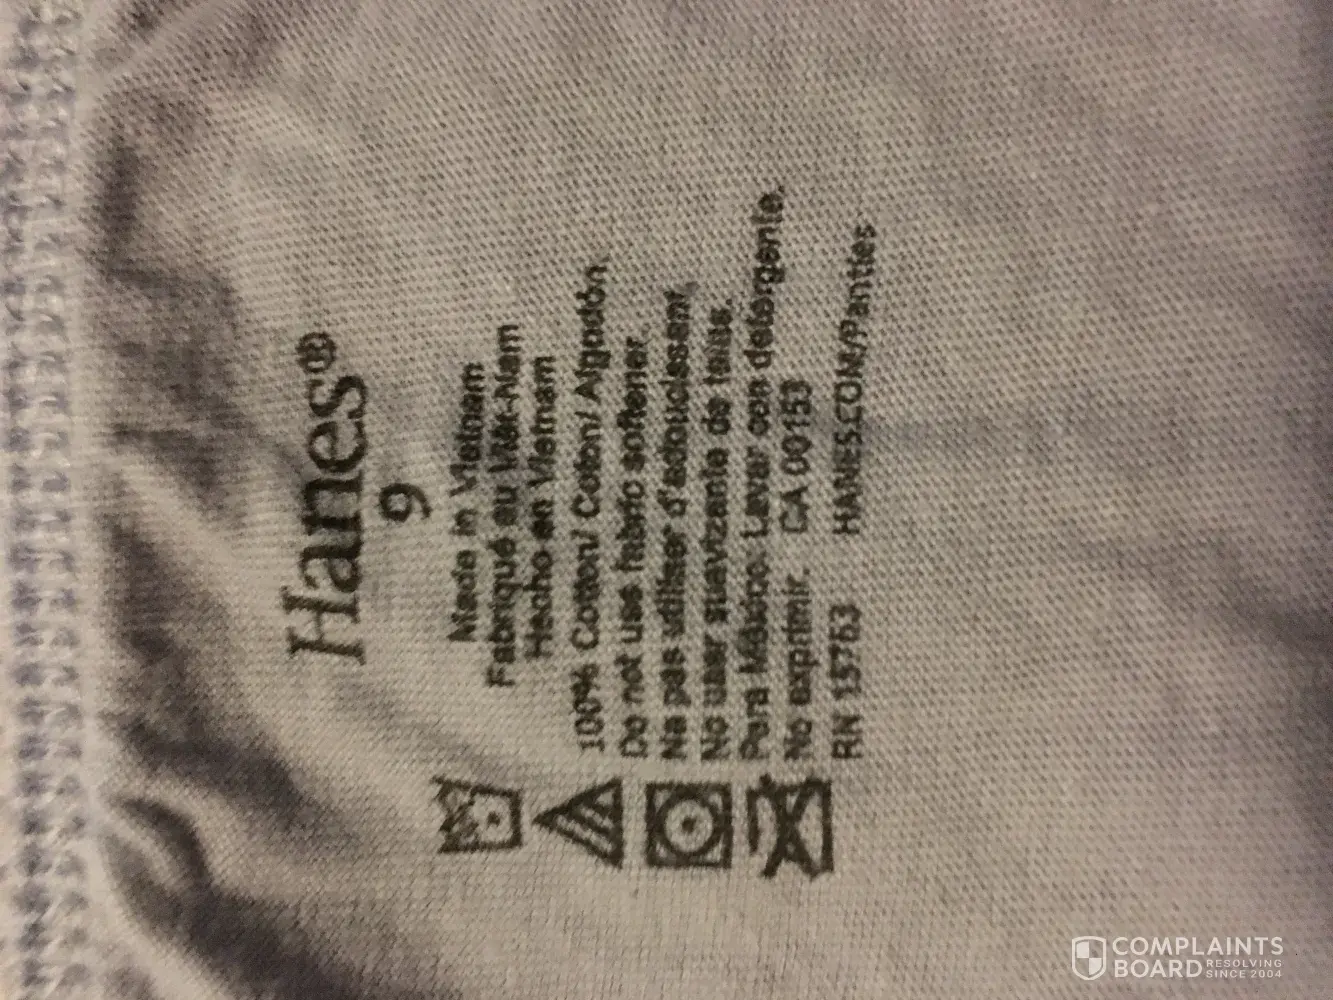 Hanes®
9
Made in Vietnam
Fabriqué au Viêt-Nam
Hecho en Vietnam
100% Cotton/ Coton/ Algodón.
Do not use fabric softener.
Na pas utiliser d'adoucissant.
No usar suavizante de telas.
Para México: Lavar con detergente.
No exprimir. CA 00153
RN 15763 HANES.COM/Panties
COMPLAINTS
BOARD RESOLVING
SINCE 2004